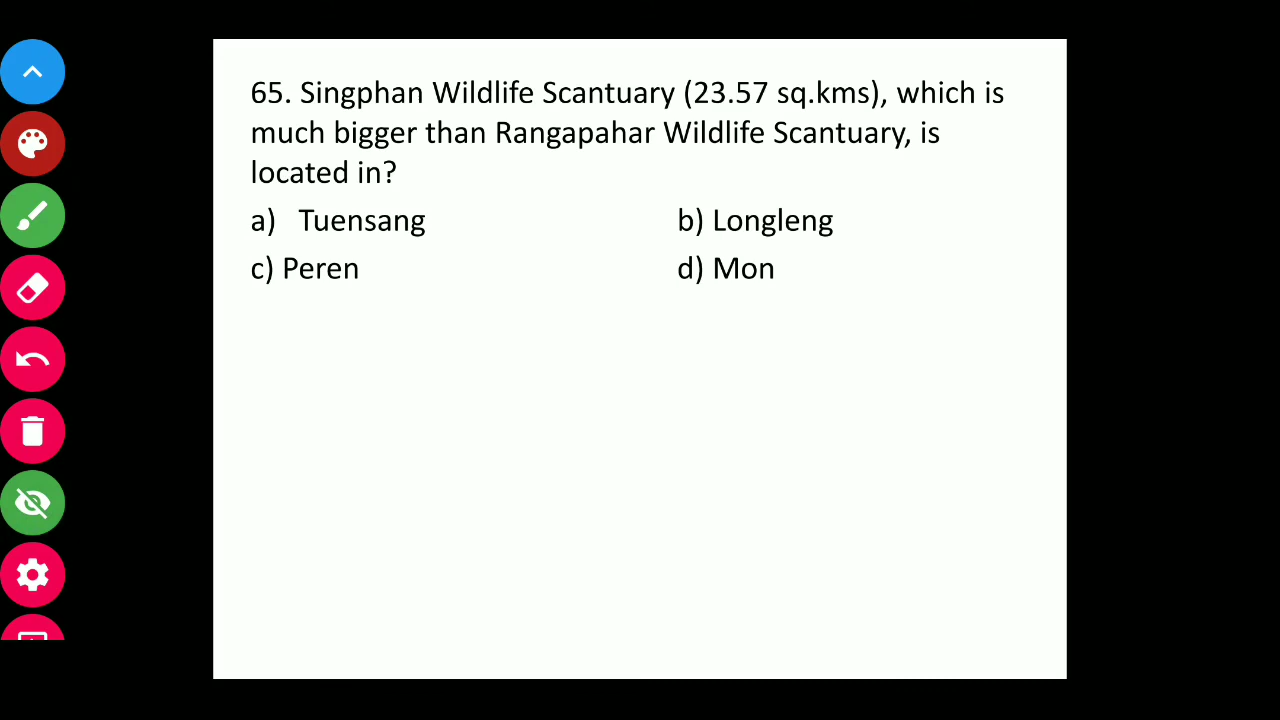 65. Singphan Wildlife Scantuary (23.57 sq.kms), which is
much bigger than Rangapahar Wildlife Scantuary, is
located in?
a) Tuensang b) Longleng
c) Peren d) Mon